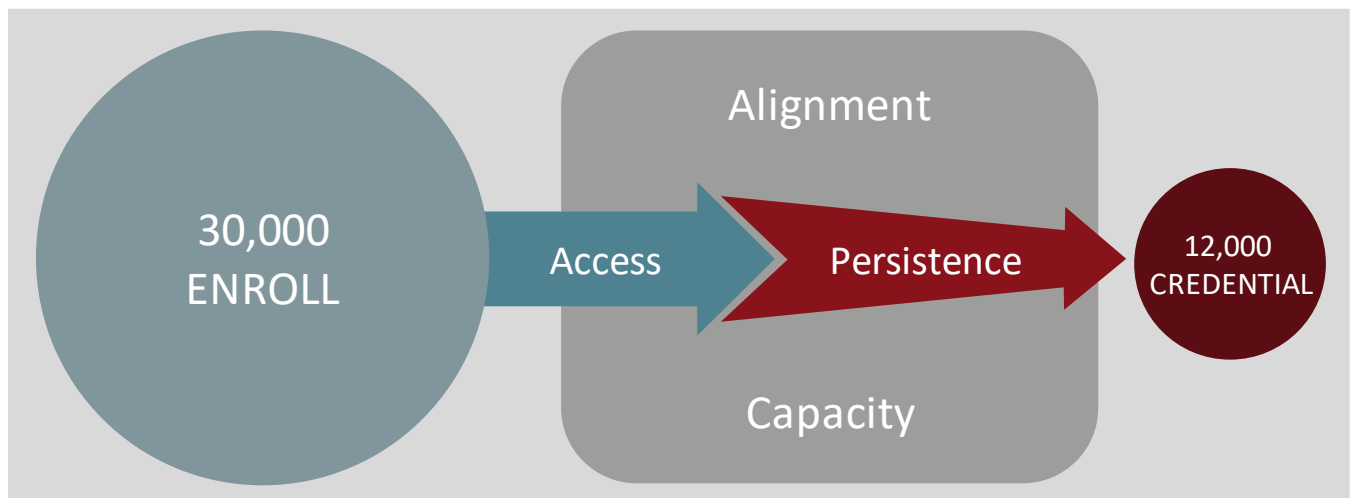 30,000
ENROLL
Alignment
Access
Persistence
Capacity
12,000
CREDENTIAL